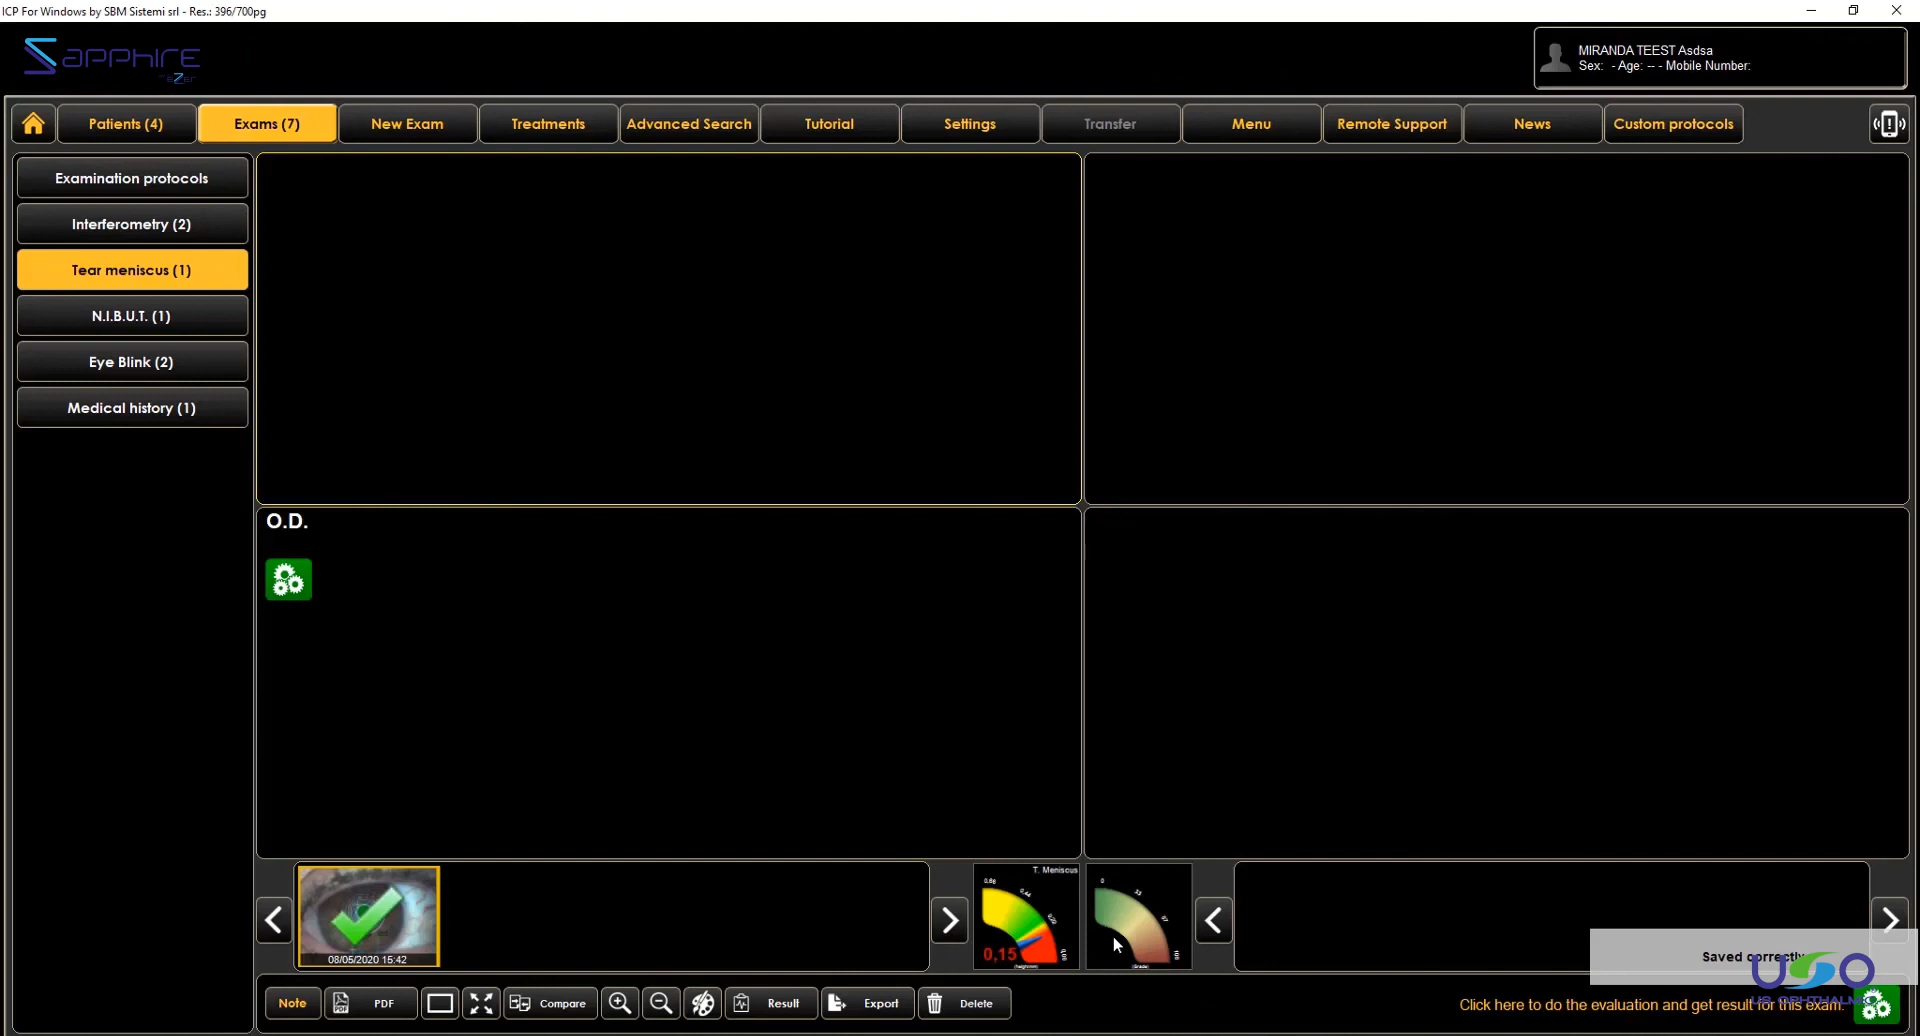 ICP For Windows by SBM Sistemi srl - Res.: 396/700pg
Sapphire
MIRANDA TEEST Asdsa
Sex: - Age: -- - Mobile Number:
Patients (4)
Exams (7)
New Exam
Treatments
Advanced Search
Tutorial
Settings
Transfer
Menu
Remote Support
News
Custom protocols
Examination protocols
Interferometry (2)
Tear meniscus (1)
N.I.B.U.T. (1)
Eye Blink (2)
Medical history (1)
O.D.
08/05/2020 15:42
T. Meniscus
0,15
Saved correctly
USO
US OPHTHALMIC
Note
PDF
Compare
Result
Export
Delete
Click here to do the evaluation and get result for this exam.